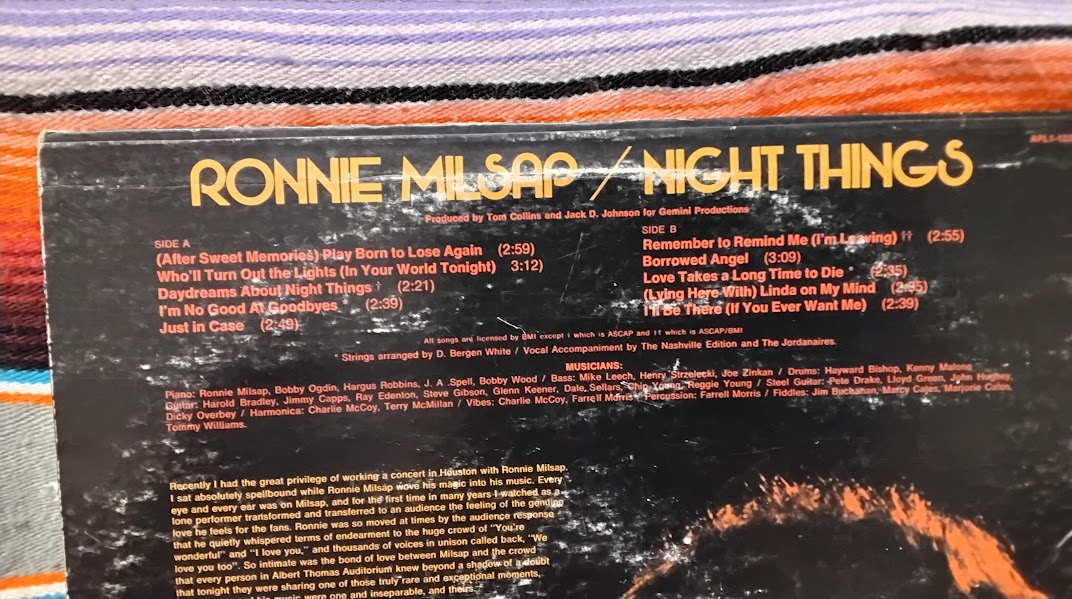 RONNIE MILSAP / NIGHT THINGS
Produced by Tom Collins and Jack D. Johnson for Gemini Productions
SIDE A
(After Sweet Memories) Play Born to Lose Again (2:59)
Who'll Turn Out the Lights (In Your World Tonight) 3:12)
Daydreams About Night Things † (2:21)
I'm No Good At Goodbyes (2:39)
Just in Case (2:49)
SIDE B
Remember to Remind Me (I'm Leaving) †† (2:55)
Borrowed Angel (3:09)
Love Takes a Long Time to Die * (2:35)
(Lying Here With) Linda on My Mind
I'll Be There (If You Ever Want Me) (2:39)
All songs are licensed by BMI except † which is ASCAP and †† which is ASCAP/BMI
* Strings arranged by D. Bergen White / Vocal Accompaniment by The Nashville Edition and The Jordanaires.
MUSICIANS:
Piano: Ronnie Milsap, Bobby Ogdin, Hargus Robbins, J. A. Spell, Bobby Wood / Bass: Mike Leech, Henry Strzelecki, Joe Zinkan / Drums: Hayward Bishop, Kenny Malone
Guitar: Harold Bradley, Jimmy Capps, Ray Edenton, Steve Gibson, Glenn Keener, Dale Sellars, Chip Young, Reggie Young / Steel Guitar: Pete Drake, Lloyd Green, John Hughey,
Dicky Overbey / Harmonica: Charlie McCoy, Terry McMillan / Vibes: Charlie McCoy, Farrell Morris / Percussion: Farrell Morris / Fiddles: Jim Buchanan, Marcy Cates, Marjorie Cates,
Tommy Williams.
Recently I had the great privilege of working a concert in Houston with Ronnie Milsap.
I sat absolutely spellbound while Ronnie Milsap wove his magic into his music. Every
eye and every ear was on Milsap, and for the first time in many years I watched as a
lone performer transformed and transferred to an audience the feeling of the genuine
love he feels for the fans. Ronnie was so moved at times by the audience response
that he quietly whispered terms of endearment to the huge crowd of "You're
wonderful" and "I love you," and thousands of voices in unison called back, "We
love you too". So intimate was the bond of love between Milsap and the crowd
that every person in Albert Thomas Auditorium knew beyond a shadow of a doubt
that tonight they were sharing one of those truly rare and exceptional moments.
his music were one and inseparable, and theirs